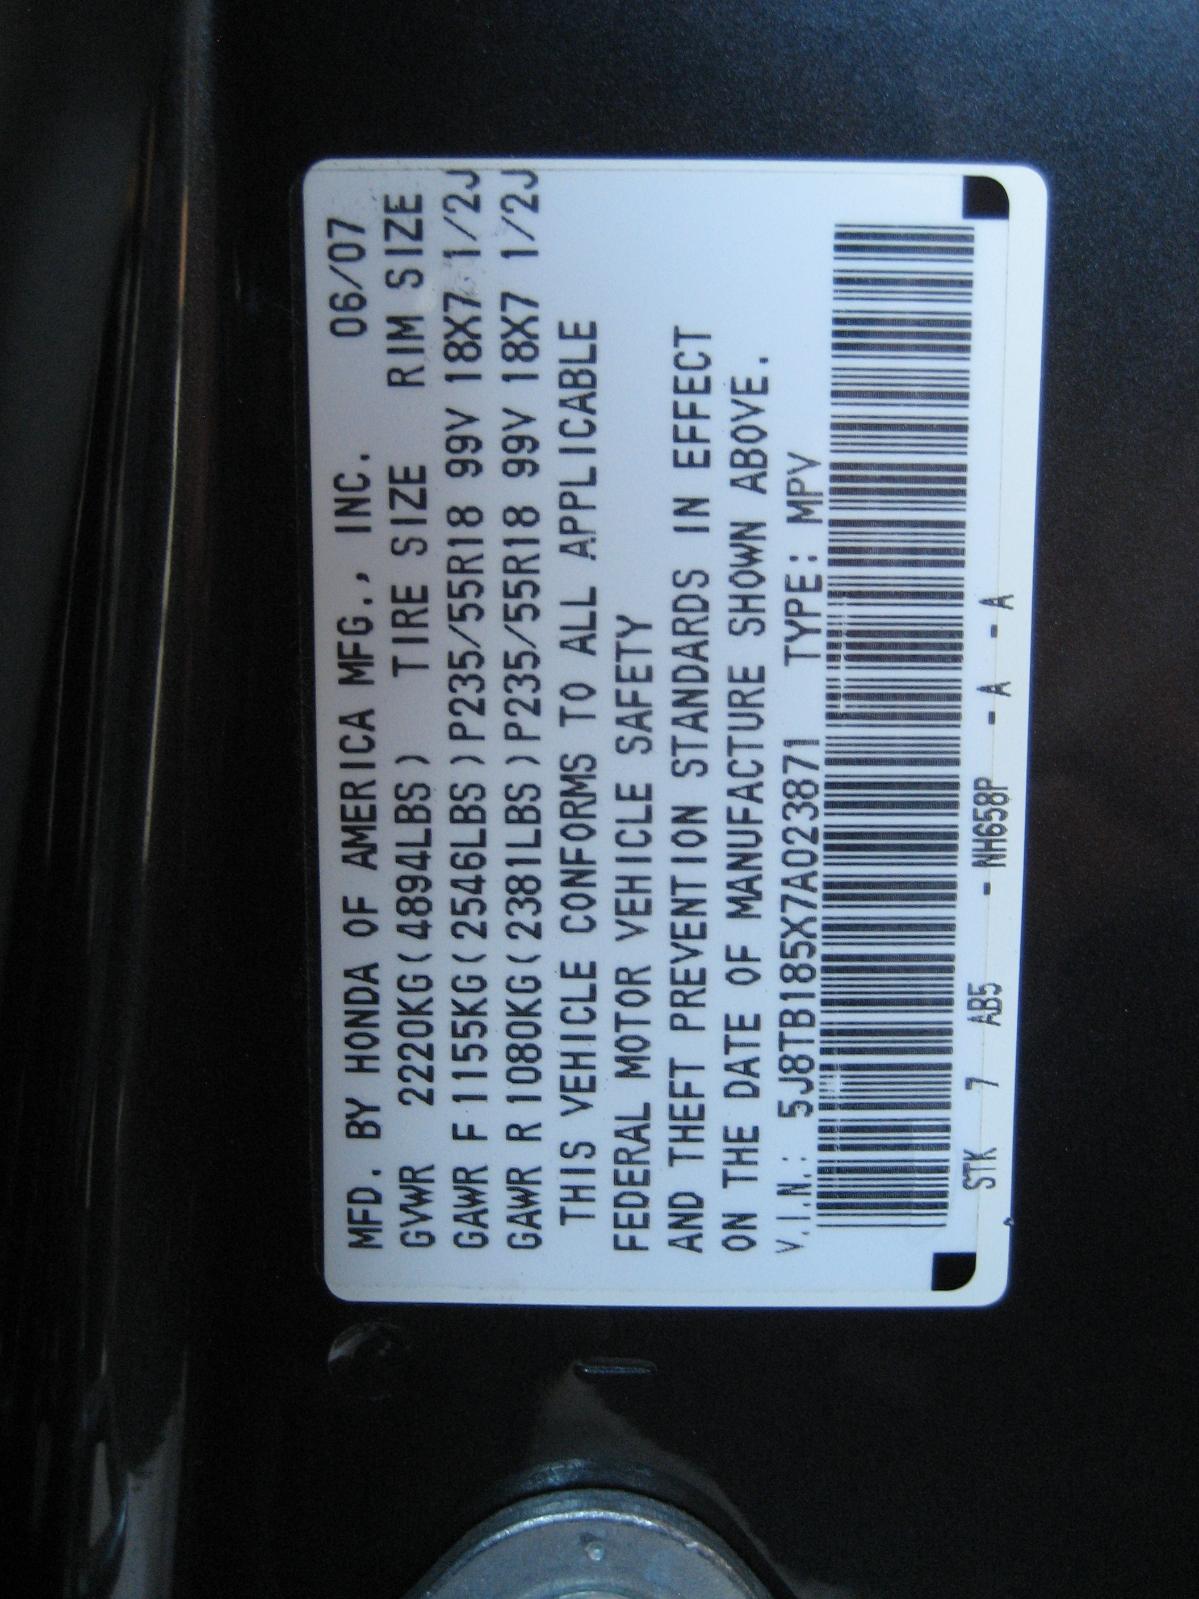 MFD. BY HONDA OF AMERICA MFG., INC. 06/07
GVWR 2220KG(4894LBS) TIRE SIZE RIM SIZE
GAWR F 1155KG(2546LBS)P235/55R18 99V 18X7 1/2J
GAWR R 1080KG(2381LBS)P235/55R18 99V 18X7 1/2J
THIS VEHICLE CONFORMS TO ALL APPLICABLE
FEDERAL MOTOR VEHICLE SAFETY
AND THEFT PREVENTION STANDARDS IN EFFECT
ON THE DATE OF MANUFACTURE SHOWN ABOVE.
V.I.N.: 5J8TB185X7A023871 TYPE: MPV
STK 7 AB5 - NH658P - A - A